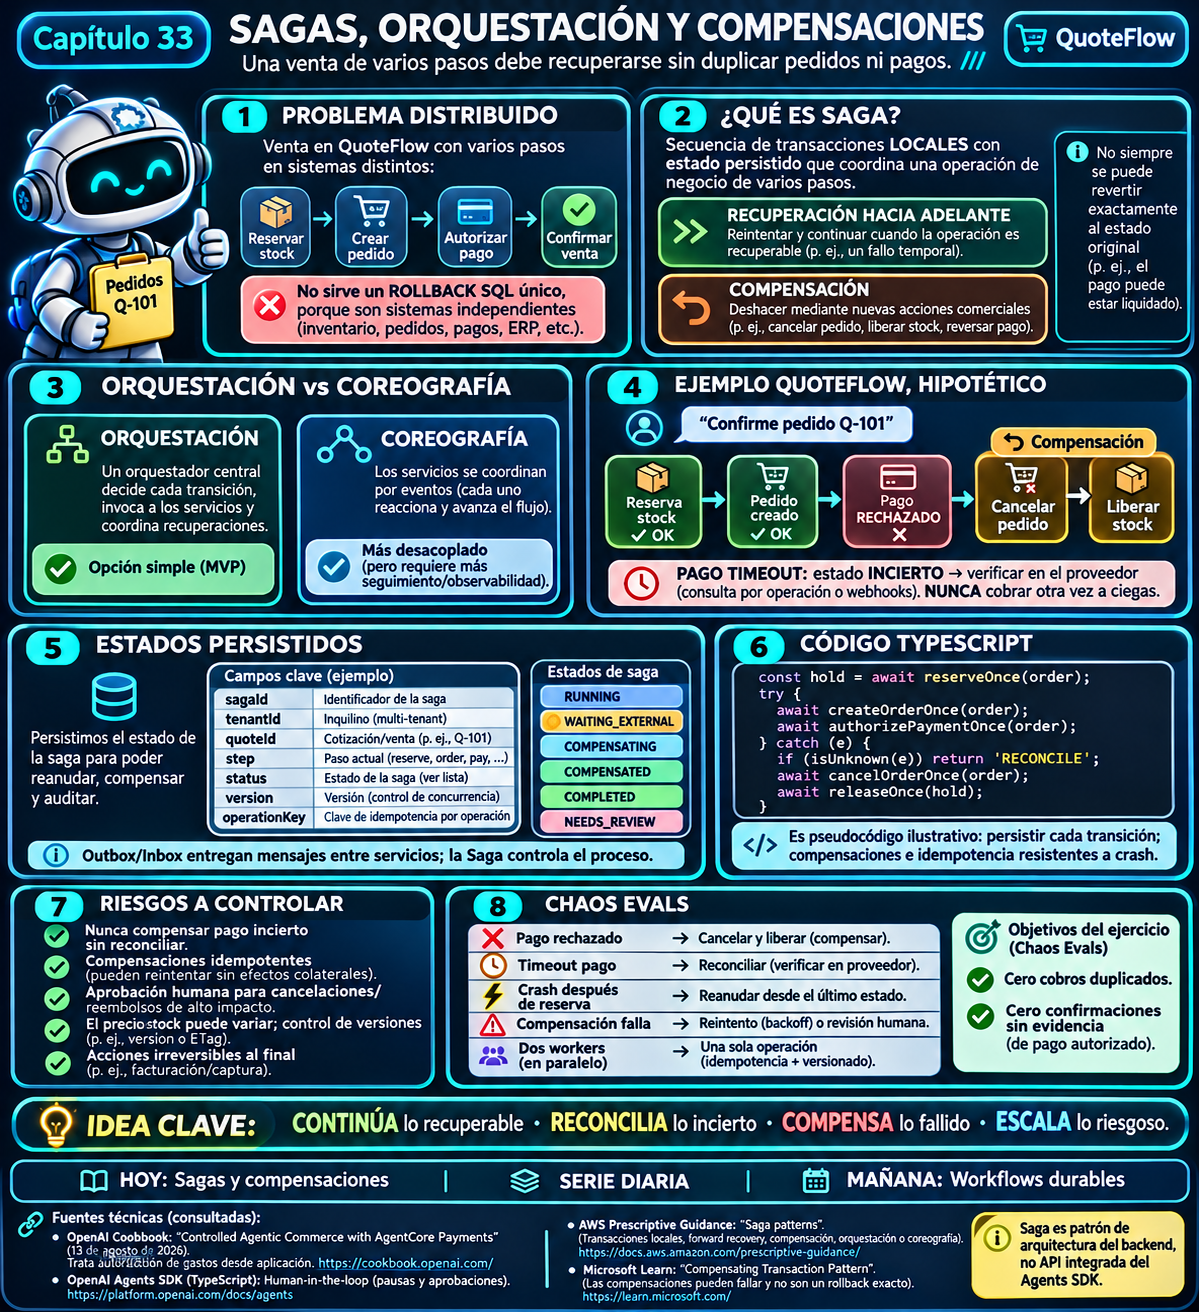 Capítulo 33
SAGAS, ORQUESTACIÓN Y COMPENSACIONES
Una venta de varios pasos debe recuperarse sin duplicar pedidos ni pagos. ///
QuoteFlow
Pedidos
Q-101
1 PROBLEMA DISTRIBUIDO
Venta en QuoteFlow con varios pasos
en sistemas distintos:
Reservar
stock
Crear
pedido
Autorizar
pago
Confirmar
venta
No sirve un ROLLBACK SQL único,
porque son sistemas independientes
(inventario, pedidos, pagos, ERP, etc.).
2 ¿QUÉ ES SAGA?
Secuencia de transacciones LOCALES con
estado persistido que coordina una operación de
negocio de varios pasos.
RECUPERACIÓN HACIA ADELANTE
Reintentar y continuar cuando la operación es
recuperable (p. ej., un fallo temporal).
COMPENSACIÓN
Deshacer mediante nuevas acciones comerciales
(p. ej., cancelar pedido, liberar stock, reversar pago).
i No siempre
se puede
revertir
exactamente
al estado
original
(p. ej., el
pago puede
estar liquidado).
3 ORQUESTACIÓN vs COREOGRAFÍA
ORQUESTACIÓN
Un orquestador central
decide cada transición,
invoca a los servicios y
coordina recuperaciones.
Opción simple (MVP)
COREOGRAFÍA
Los servicios se coordinan
por eventos (cada uno
reacciona y avanza el flujo).
Más desacoplado
(pero requiere más
seguimiento/observabilidad).
4 EJEMPLO QUOTEFLOW, HIPOTÉTICO
“Confirme pedido Q-101”
Compensación
Reserva
stock
✓ OK
Pedido
creado
✓ OK
Pago
RECHAZADO
✕
Cancelar
pedido
Liberar
stock
PAGO TIMEOUT: estado INCIERTO → verificar en el proveedor
(consulta por operación o webhooks). NUNCA cobrar otra vez a ciegas.
5 ESTADOS PERSISTIDOS
Persistimos el estado de
la saga para poder
reanudar, compensar
y auditar.
Campos clave (ejemplo)
sagaId Identificador de la saga
tenantId Inquilino (multi-tenant)
quoteId Cotización/venta (p. ej., Q-101)
step Paso actual (reserve, order, pay, ...)
status Estado de la saga (ver lista)
version Versión (control de concurrencia)
operationKey Clave de idempotencia por operación
Estados de saga
RUNNING
WAITING_EXTERNAL
COMPENSATING
COMPENSATED
COMPLETED
NEEDS_REVIEW
i Outbox/Inbox entregan mensajes entre servicios; la Saga controla el proceso.
6 CÓDIGO TYPESCRIPT
const hold = await reserveOnce(order);
try {
await createOrderOnce(order);
await authorizePaymentOnce(order);
} catch (e) {
if (isUnknown(e)) return 'RECONCILE';
await cancelOrderOnce(order);
await releaseOnce(hold);
}
</> Es pseudocódigo ilustrativo: persistir cada transición;
compensaciones e idempotencia resistentes a crash.
7 RIESGOS A CONTROLAR
Nunca compensar pago incierto
sin reconciliar.
Compensaciones idempotentes
(pueden reintentar sin efectos colaterales).
Aprobación humana para cancelaciones/
reembolsos de alto impacto.
El precio stock puede variar; control de versiones
(p. ej., version o ETag).
Acciones irreversibles al final
(p. ej., facturación/captura).
8 CHAOS EVALS
Pago rechazado → Cancelar y liberar (compensar).
Timeout pago → Reconciliar (verificar en proveedor).
Crash después
de reserva → Reanudar desde el último estado.
Compensación falla → Reintento (backoff) o revisión humana.
Dos workers
(en paralelo) → Una sola operación
(idempotencia + versionado).
Objetivos del ejercicio
(Chaos Evals)
Cero cobros duplicados.
Cero confirmaciones
sin evidencia
(de pago autorizado).
IDEA CLAVE: CONTINÚA lo recuperable · RECONCILIA lo incierto · COMPENSA lo fallido · ESCALA lo riesgoso.
HOY: Sagas y compensaciones | SERIE DIARIA | MAÑANA: Workflows durables
Fuentes técnicas (consultadas):
• OpenAI Coobbook: “Controlled Agentic Commerce with AgentCore Payments”
(13 de agosto de 2026).
Trata autorización de gastos desde aplicación. https://cookbook.openai.com/
• OpenAI Agents SDK (TypeScript): Human-in-the-loop (pausas y aprobaciones).
https://platform.openai.com/docs/agents
• AWS Prescriptive Guidance: “Saga patterns”.
(Transacciones locales, forward recovery, compensación, orquestation o coreografía).
https://docs.aws.amazon.com/prescriptive-guidance/
• Microsoft Learn: “Compensating Transaction Pattern”.
(Las compensaciones pueden fallar y no son un rollback exacto).
https://learn.microsoft.com/
i Saga es patrón de
arquitectura del backend,
no API integrada del
Agents SDK.